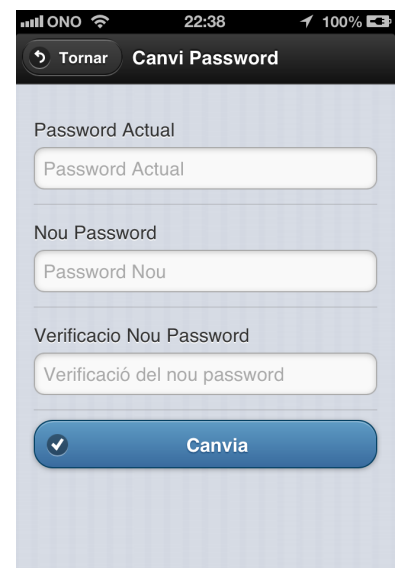 ONO 22:38 100%
Tornar Canvi Password
Password Actual
Password Actual
Nou Password
Password Nou
Verificacio Nou Password
Verificació del nou password
Canvia